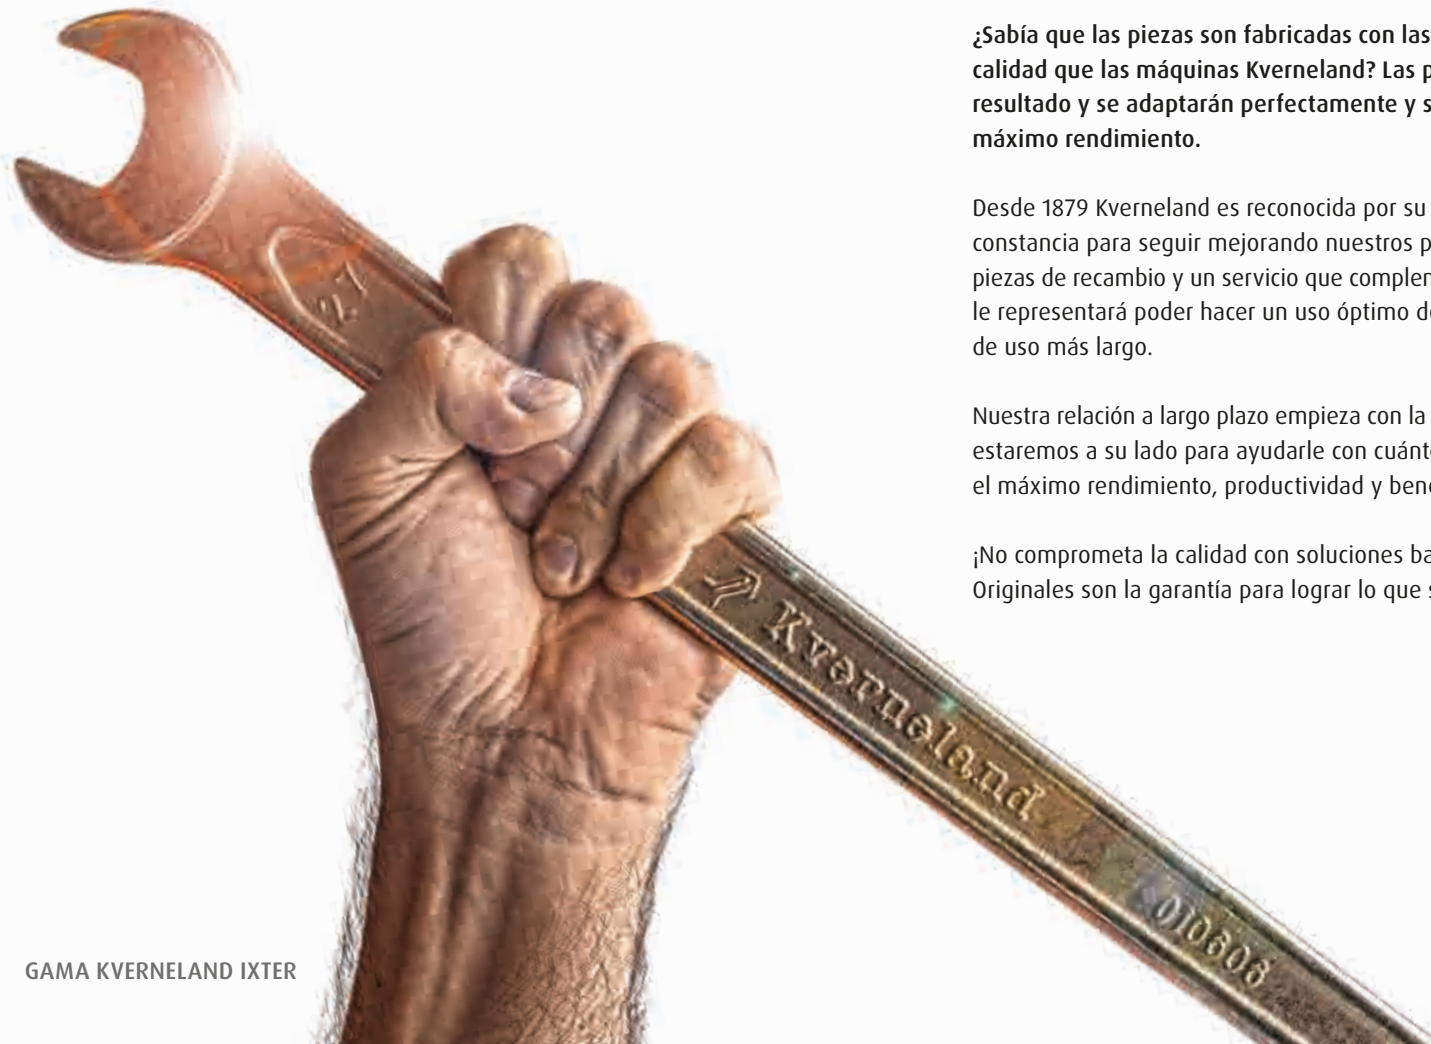 ¿Sabía que las piezas son fabricadas con las
calidad que las máquinas Kverneland? Las
resultado y se adaptarán perfectamente y
máximo rendimiento.
Desde 1879 Kverneland es reconocida por su
constancia para seguir mejorando nuestros
piezas de recambio y un servicio que
le representará poder hacer un uso óptimo
de uso más largo.
Nuestra relación a largo plazo empieza con la
estaremos a su lado para ayudarle con
el máximo rendimiento, productividad y
¡No comprometa la calidad con soluciones
Originales son la garantía para lograr lo que
27
Kverneland
010606
GAMA KVERNELAND IXTER